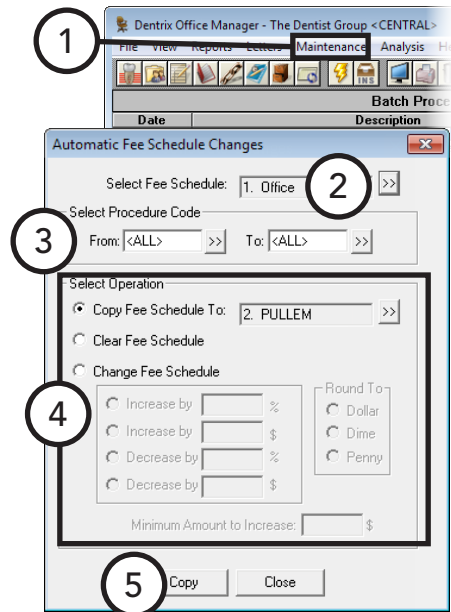 Dentrix Office Manager - The Dentist Group <CENTRAL>
1
File View Reports Letters Maintenance Analysis
INS
Batch
Date Description
Automatic Fee Schedule Changes
Select Fee Schedule: 1. Office 2 >>
Select Procedure Code
3 From: <ALL> >> To: <ALL> >>
Select Operation
Copy Fee Schedule To: 2. PULLEM >>
Clear Fee Schedule
Change Fee Schedule
4
Round To
Increase by % Dollar
Increase by $ Dime
Decrease by % Penny
Decrease by $
Minimum Amount to Increase: $
5 Copy Close